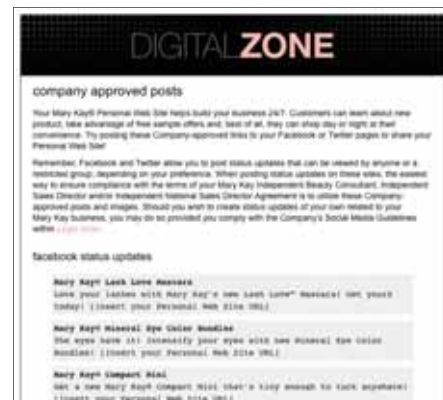 DIGITALZONE
company approved posts
Your Mary Kay® Personal Web Site helps build your business 24/7. Customers can learn about new
product, take advantage of free sample offers and, best of all, they can shop day or night at their
convenience. Try posting these Company-approved links to your Facebook or Twitter pages to share your
Personal Web Site!
Remember, Facebook and Twitter allow you to post status updates that can be viewed by anyone or a
restricted group, depending on your preference. When posting status updates on these sites, the easiest
way to ensure compliance with the terms of your Mary Kay Independent Beauty Consultant, Independent
Sales Director and/or Independent National Sales Director Agreement is to utilize these Company-
approved posts and images. Should you wish to create status updates of your own related to your
Mary Kay business, you may do so provided you comply with the Company's Social Media Guidelines
within
facebook status updates
Mary Kay® Lash Love Mascara
Love your lashes with Mary Kay's new Lash Love™ Mascara! Get yours
today! [(insert your Personal Web Site URL)
Mary Kay® Mineral Eye Color Bundles
The eyes have it! Intensify your eyes with new Mineral Eye Color
Bundles! [(insert your Personal Web Site URL)
Mary Kay® Compact Mini
Get a new Mary Kay® Compact Mini that's tiny enough to tuck anywhere!
[(insert your Personal Web Site URL)